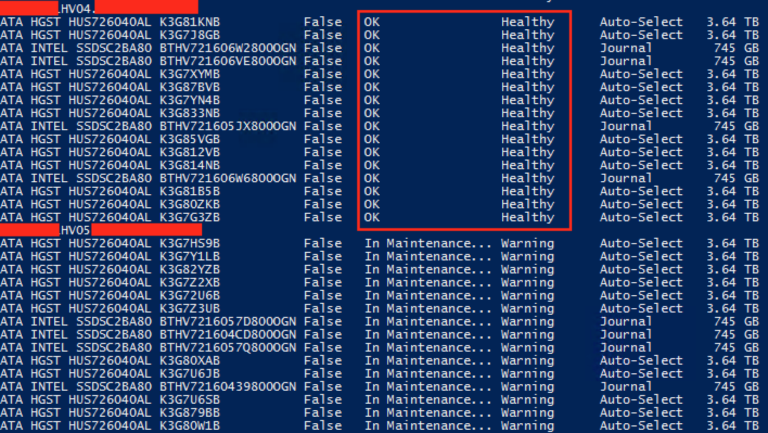 HV04.
ATA HGST HUS726040AL K3G81KNB False OK Healthy Auto-Select 3.64 TB
ATA HGST HUS726040AL K3G7J8GB False OK Healthy Auto-Select 3.64 TB
ATA INTEL SSDSC2BA80 BTHV721606W2800OGN False OK Healthy Journal 745 GB
ATA INTEL SSDSC2BA80 BTHV721606VE800OGN False OK Healthy Journal 745 GB
ATA HGST HUS726040AL K3G7XYMB False OK Healthy Auto-Select 3.64 TB
ATA HGST HUS726040AL K3G87BVB False OK Healthy Auto-Select 3.64 TB
ATA HGST HUS726040AL K3G7YN4B False OK Healthy Auto-Select 3.64 TB
ATA HGST HUS726040AL K3G833NB False OK Healthy Auto-Select 3.64 TB
ATA INTEL SSDSC2BA80 BTHV721605JX800OGN False OK Healthy Journal 745 GB
ATA HGST HUS726040AL K3G85VGB False OK Healthy Auto-Select 3.64 TB
ATA HGST HUS726040AL K3G812VB False OK Healthy Auto-Select 3.64 TB
ATA HGST HUS726040AL K3G814NB False OK Healthy Auto-Select 3.64 TB
ATA INTEL SSDSC2BA80 BTHV721606W6800OGN False OK Healthy Journal 745 GB
ATA HGST HUS726040AL K3G81B5B False OK Healthy Auto-Select 3.64 TB
ATA HGST HUS726040AL K3G80ZKB False OK Healthy Auto-Select 3.64 TB
ATA HGST HUS726040AL K3G7G3ZB False OK Healthy Auto-Select 3.64 TB
HV05
ATA HGST HUS726040AL K3G7HS9B False In Maintenance... Warning Auto-Select 3.64 TB
ATA HGST HUS726040AL K3G7Y1LB False In Maintenance... Warning Auto-Select 3.64 TB
ATA HGST HUS726040AL K3G82YZB False In Maintenance... Warning Auto-Select 3.64 TB
ATA HGST HUS726040AL K3G7Z2XB False In Maintenance... Warning Auto-Select 3.64 TB
ATA HGST HUS726040AL K3G72U6B False In Maintenance... Warning Auto-Select 3.64 TB
ATA HGST HUS726040AL K3G7Z3UB False In Maintenance... Warning Auto-Select 3.64 TB
ATA INTEL SSDSC2BA80 BTHV7216057D800OGN False In Maintenance... Warning Journal 745 GB
ATA INTEL SSDSC2BA80 BTHV721604CD800OGN False In Maintenance... Warning Journal 745 GB
ATA INTEL SSDSC2BA80 BTHV7216057Q800OGN False In Maintenance... Warning Journal 745 GB
ATA HGST HUS726040AL K3G80XAB False In Maintenance... Warning Auto-Select 3.64 TB
ATA HGST HUS726040AL K3G7U6JB False In Maintenance... Warning Auto-Select 3.64 TB
ATA INTEL SSDSC2BA80 BTHV72160439800OGN False In Maintenance... Warning Journal 745 GB
ATA HGST HUS726040AL K3G7U6SB False In Maintenance... Warning Auto-Select 3.64 TB
ATA HGST HUS726040AL K3G879BB False In Maintenance... Warning Auto-Select 3.64 TB
ATA HGST HUS726040AL K3G80W1B False In Maintenance... Warning Auto-Select 3.64 TB